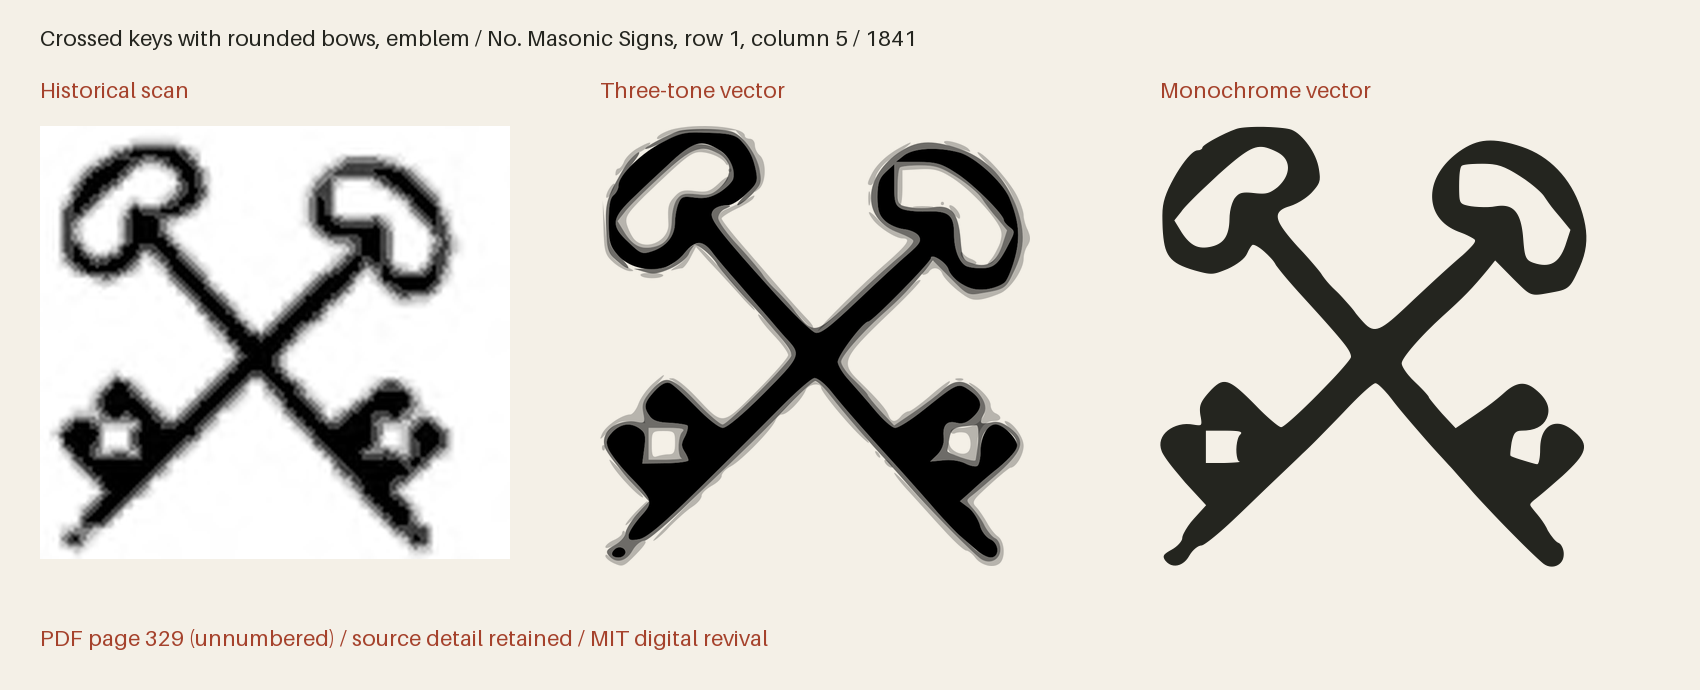 Crossed keys with rounded bows, emblem / No. Masonic Signs, row 1, column 5 / 1841
Historical scan
Three-tone vector
Monochrome vector
PDF page 329 (unnumbered) / source detail retained / MIT digital revival